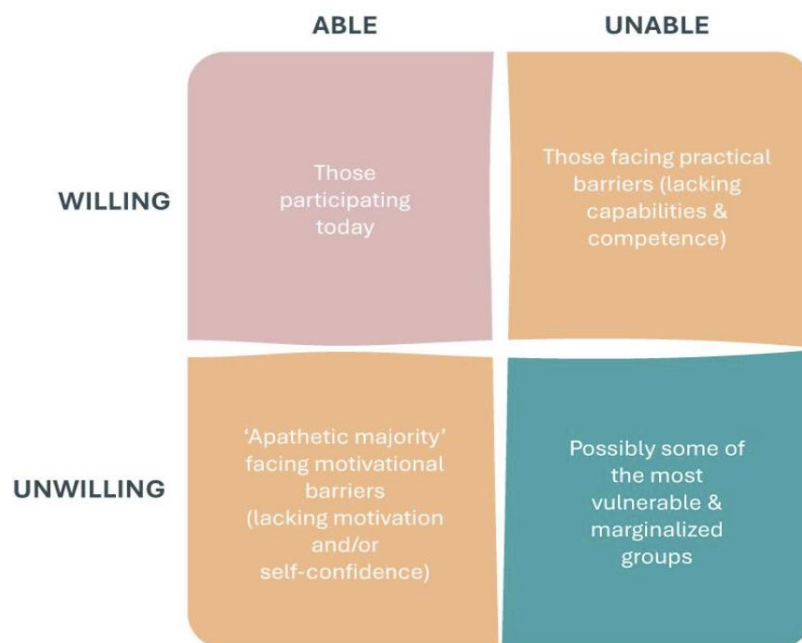 ABLE
UNABLE
WILLING
Those
participating
today
Those facing practical
barriers (lacking
capabilities &
competence)
UNWILLING
‘Apathetic majority’
facing motivational
barriers
(lacking motivation
and/or
self-confidence)
Possibly some of
the most
vulnerable &
marginalized
groups